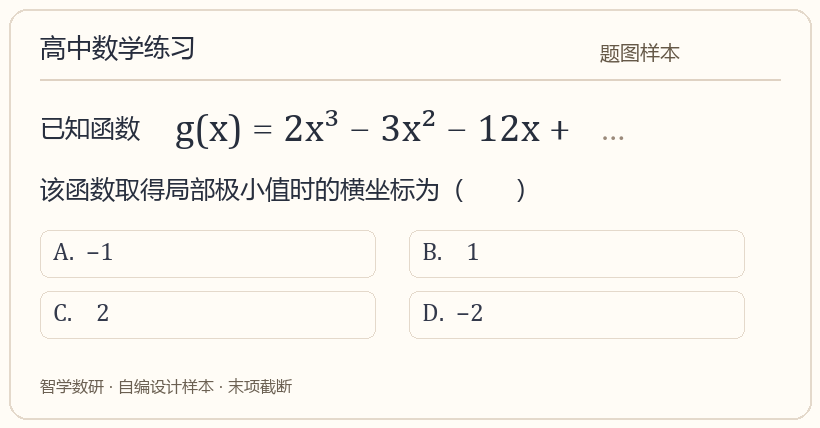 高中数学练习 题图样本
已知函数 g(x) = 2x³ − 3x² − 12x + …
该函数取得局部极小值时的横坐标为（  ）
A. −1 B. 1
C. 2 D. −2
智学数研 · 自编设计样本 · 末项截断